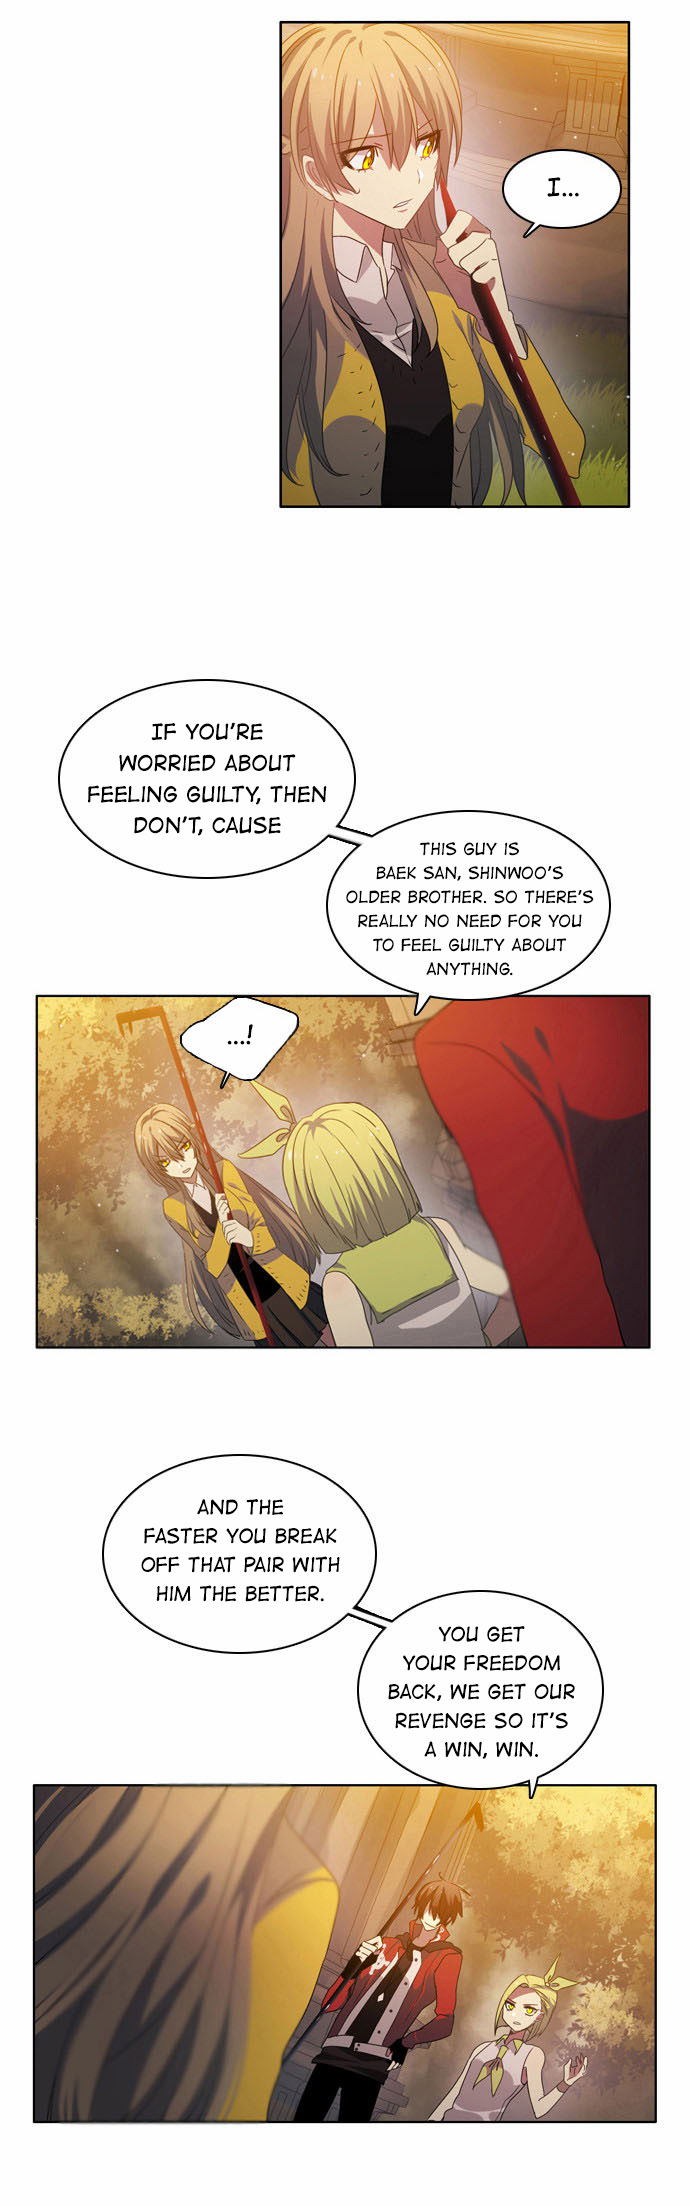 I...
IF YOU'RE
WORRIED ABOUT
FEELING GUILTY, THEN
DON'T, CAUSE
THIS GUY IS
BAEK SAN, SHINWOO'S
OLDER BROTHER. SO THERE'S
REALLY NO NEED FOR YOU
TO FEEL GUILTY ABOUT
ANYTHING.
...!
AND THE
FASTER YOU BREAK
OFF THAT PAIR WITH
HIM THE BETTER.
YOU GET
YOUR FREEDOM
BACK, WE GET OUR
REVENGE SO IT'S
A WIN, WIN.